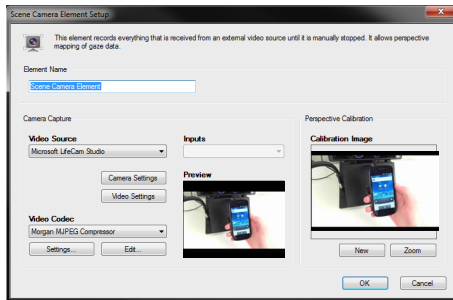 Scene Camera Element Setup
This element records everything that is received from an external video source until it is manually stopped. It allows perspective
mapping of gaze data.
Element Name
Scene Camera Element
Camera Capture
Video Source
Microsoft LifeCam Studio
Camera Settings
Video Settings
Video Codec
Morgan MJPEG Compressor
Settings...
Edit...
Inputs
Preview
Perspective Calibration
Calibration Image
New
Zoom
OK
Cancel